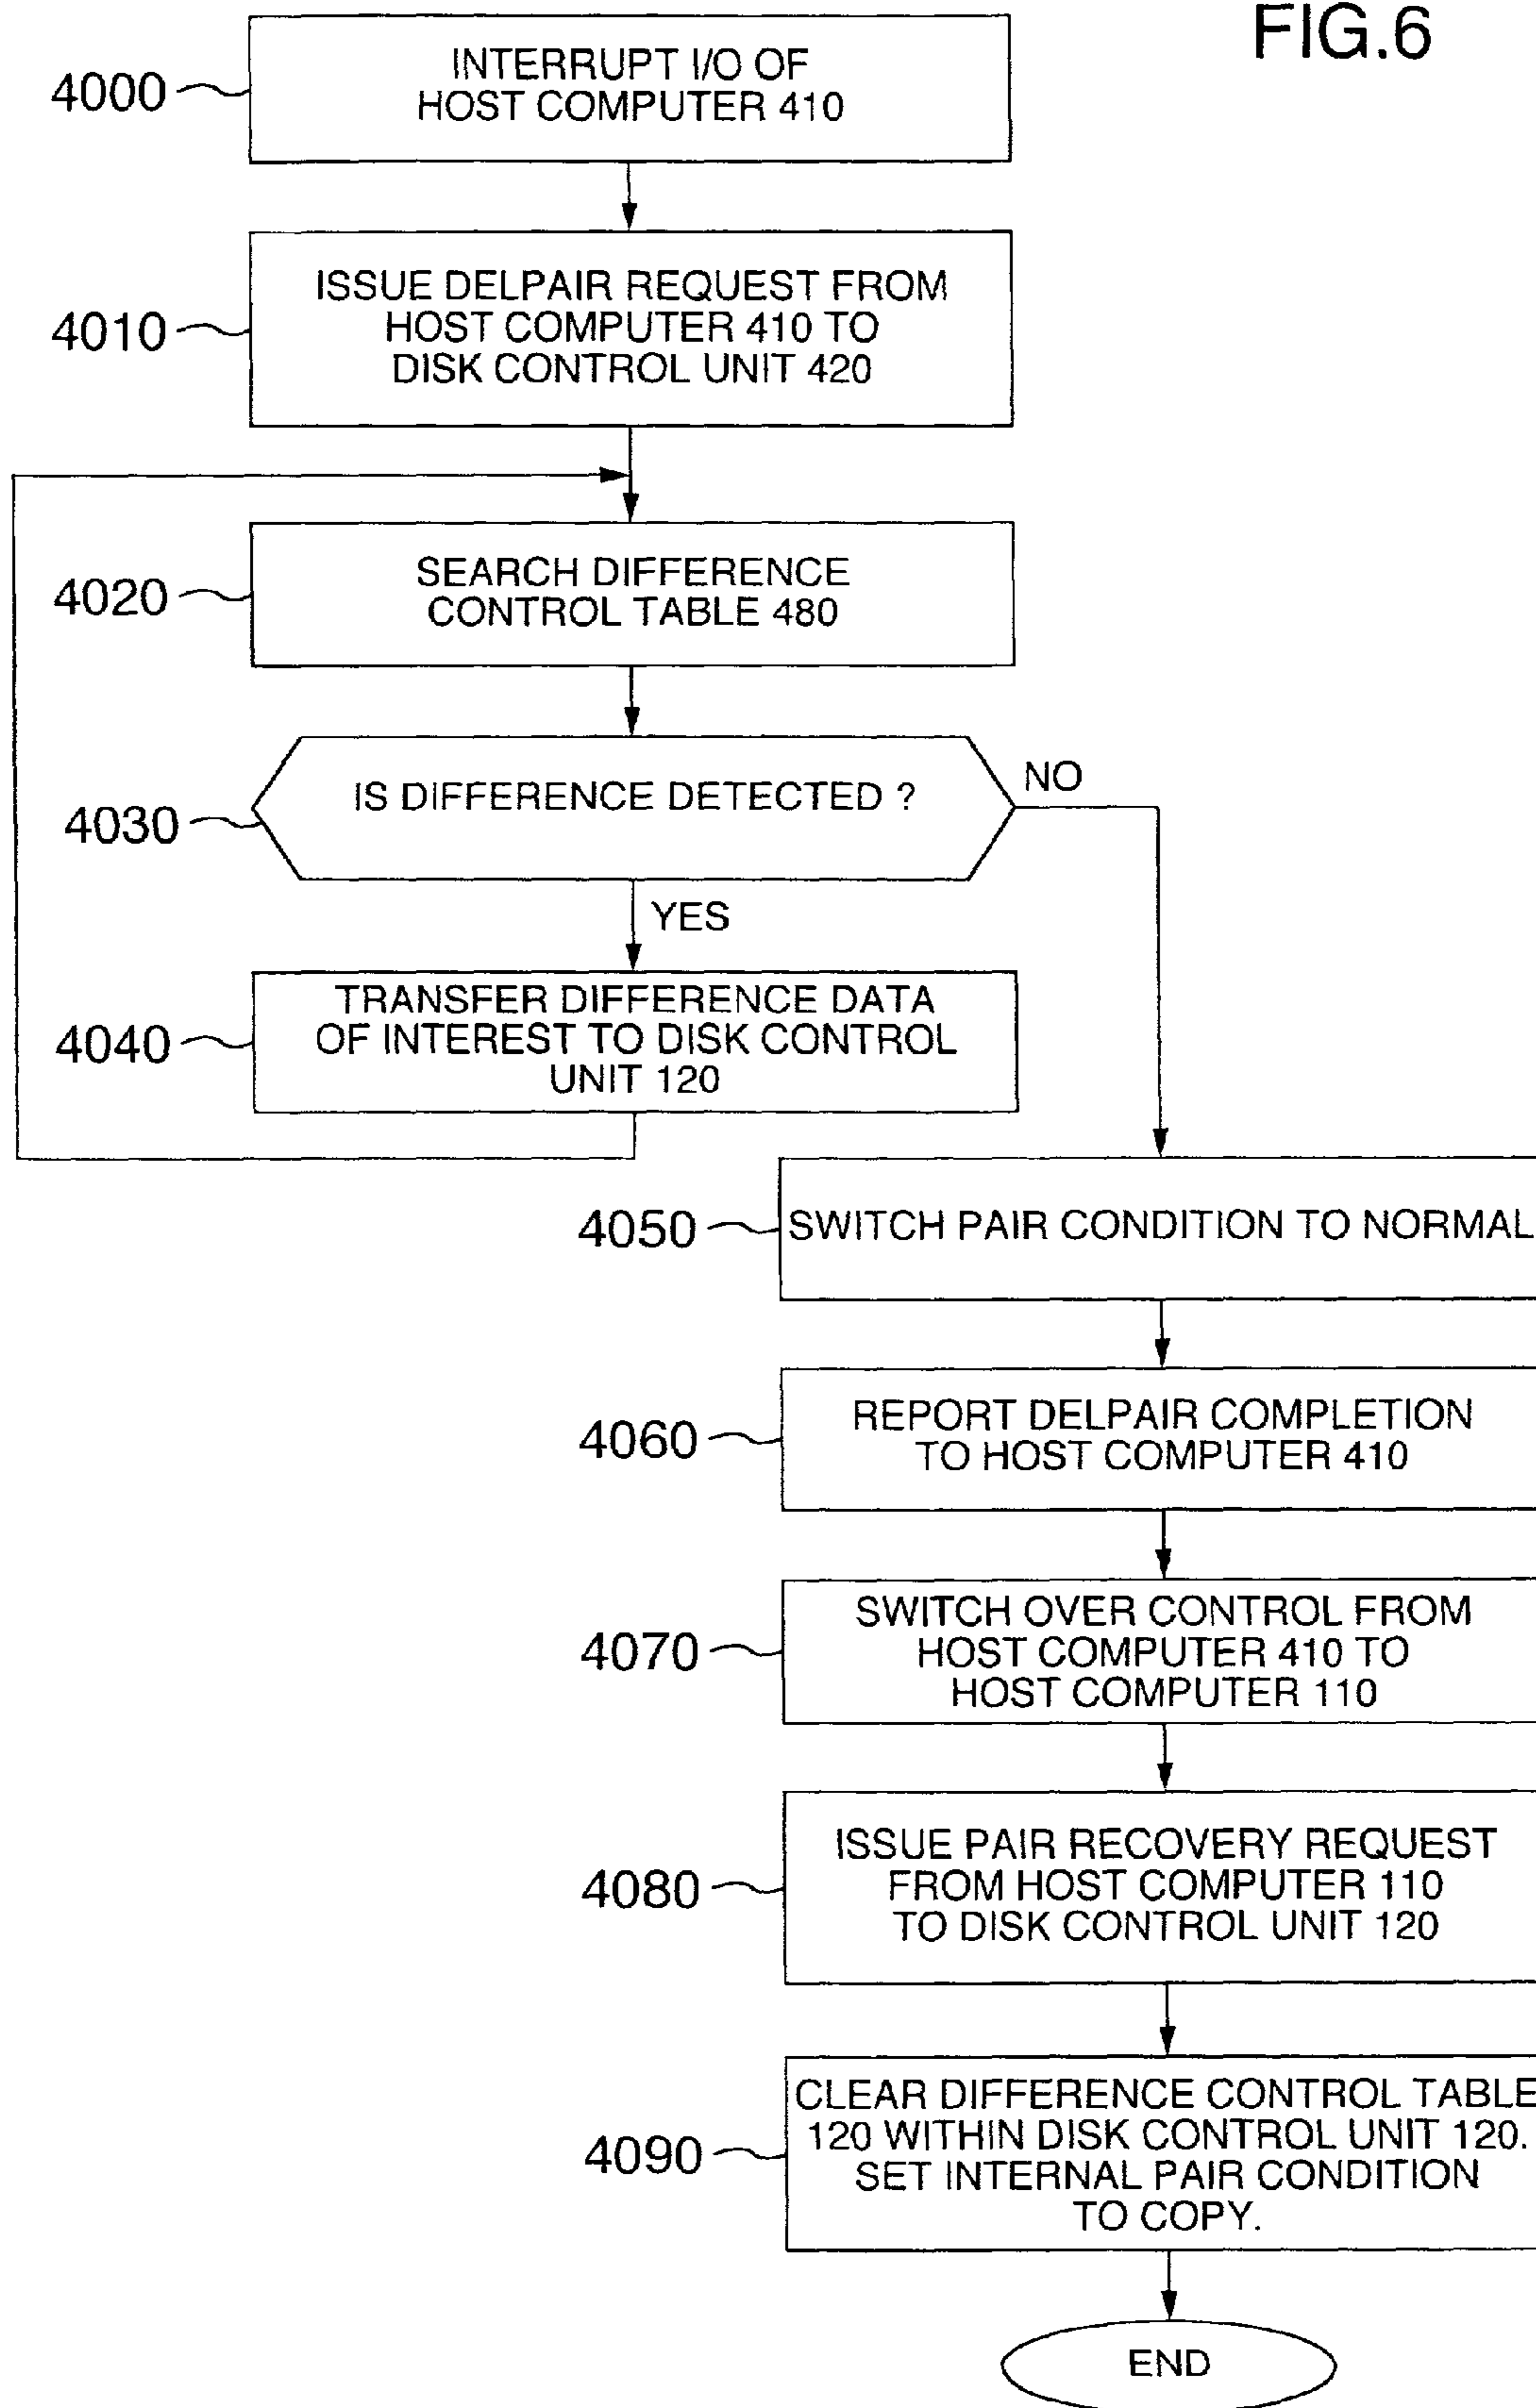 FIG.6
4000
INTERRUPT I/O OF
HOST COMPUTER 410
4010
ISSUE DELPAIR REQUEST FROM
HOST COMPUTER 410 TO
DISK CONTROL UNIT 420
4020
SEARCH DIFFERENCE
CONTROL TABLE 480
4030
IS DIFFERENCE DETECTED ?
NO
YES
4040
TRANSFER DIFFERENCE DATA
OF INTEREST TO DISK CONTROL
UNIT 120
4050
SWITCH PAIR CONDITION TO NORMAL
4060
REPORT DELPAIR COMPLETION
TO HOST COMPUTER 410
4070
SWITCH OVER CONTROL FROM
HOST COMPUTER 410 TO
HOST COMPUTER 110
4080
ISSUE PAIR RECOVERY REQUEST
FROM HOST COMPUTER 110
TO DISK CONTROL UNIT 120
4090
CLEAR DIFFERENCE CONTROL TABLE
120 WITHIN DISK CONTROL UNIT 120.
SET INTERNAL PAIR CONDITION
TO COPY.
END